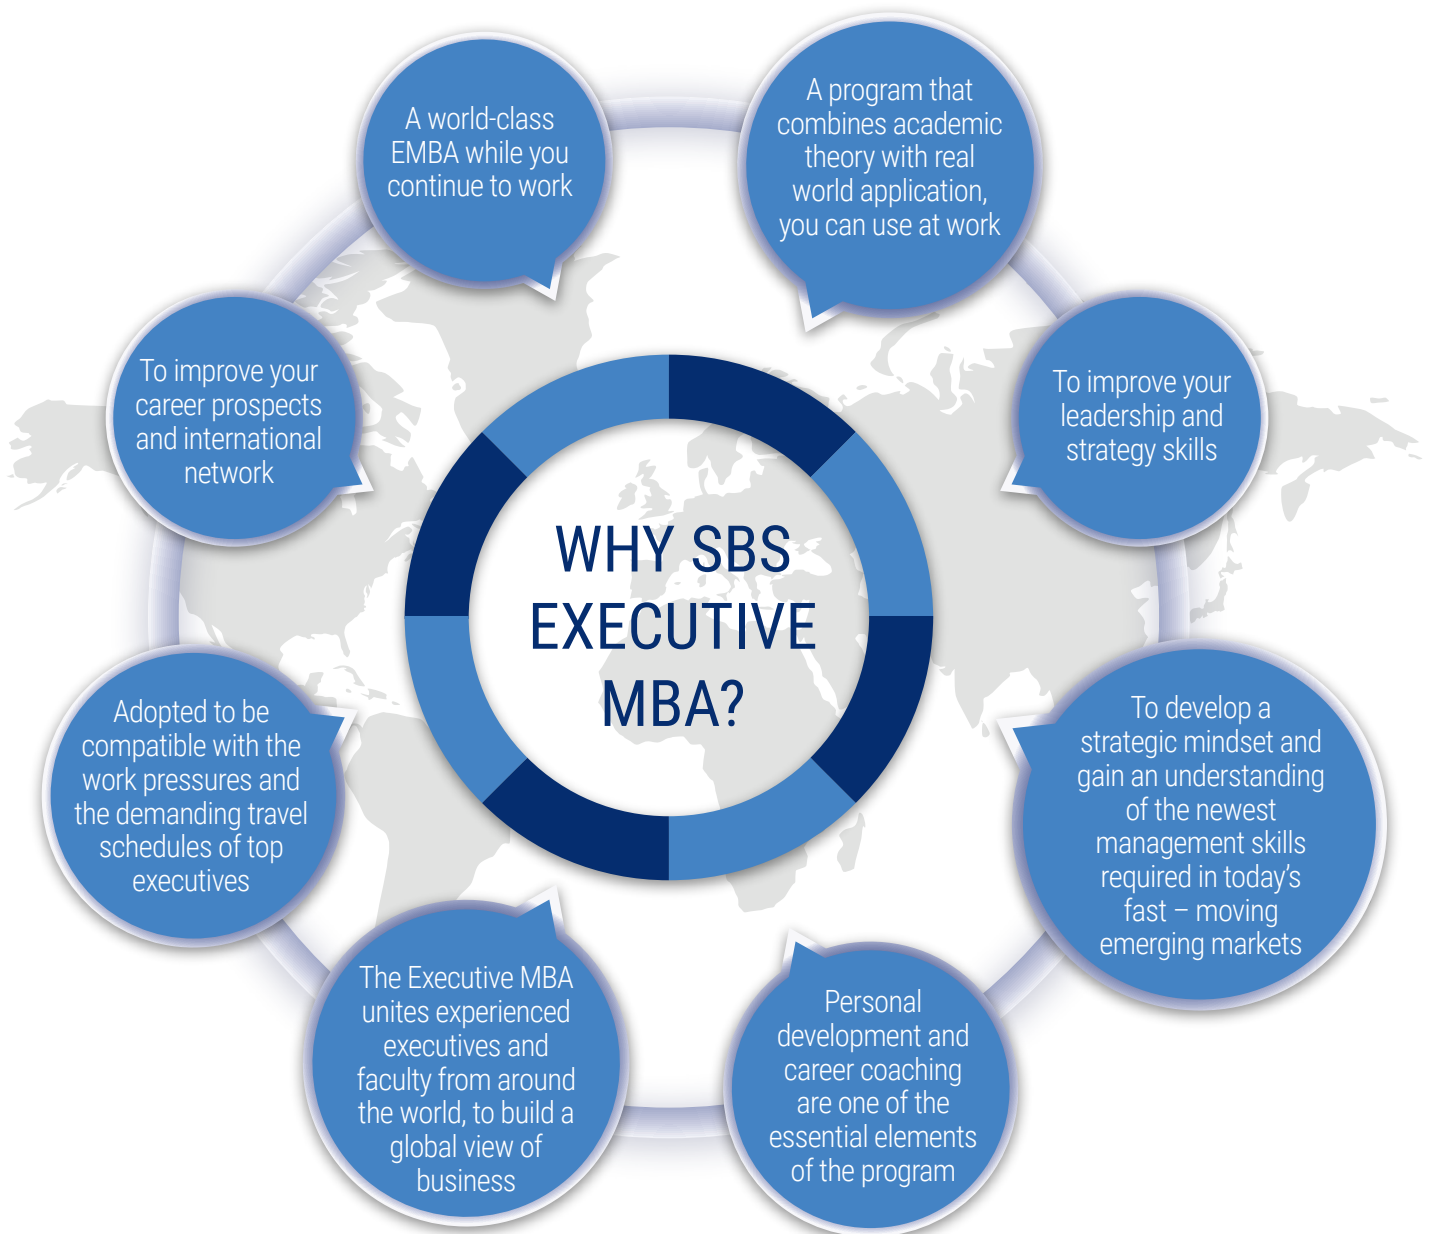 A world-class
EMBA while you
continue to work
A program that
combines academic
theory with real
world application,
you can use at work
To improve your
career prospects
and international
network
To improve your
leadership and
strategy skills
WHY SBS
EXECUTIVE
MBA?
Adopted to be
compatible with the
work pressures and
the demanding travel
schedules of top
executives
To develop a
strategic mindset and
gain an understanding
of the newest
management skills
required in today’s
fast – moving
emerging markets
The Executive MBA
unites experienced
executives and
faculty from around
the world, to build a
global view of
business
Personal
development and
career coaching
are one of the
essential elements
of the program